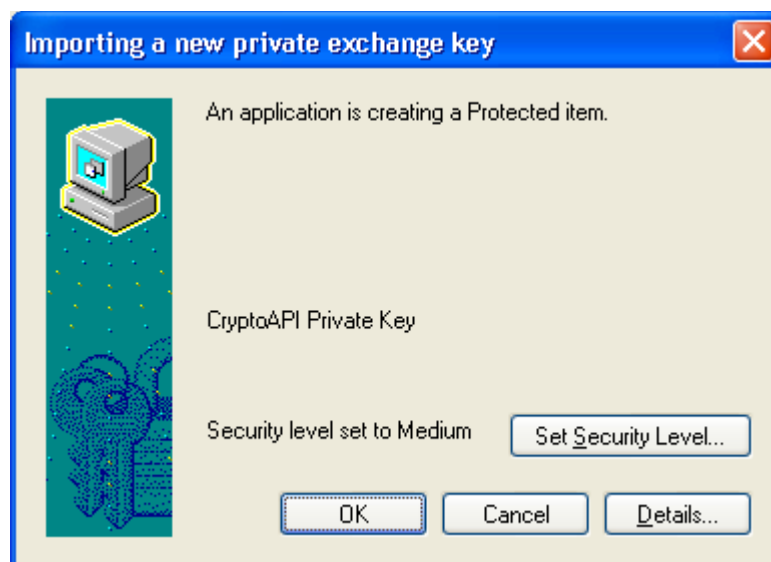 Importing a new private exchange key
An application is creating a Protected item.
CryptoAPI Private Key
Security level set to Medium
Set Security Level...
OK
Cancel
Details...